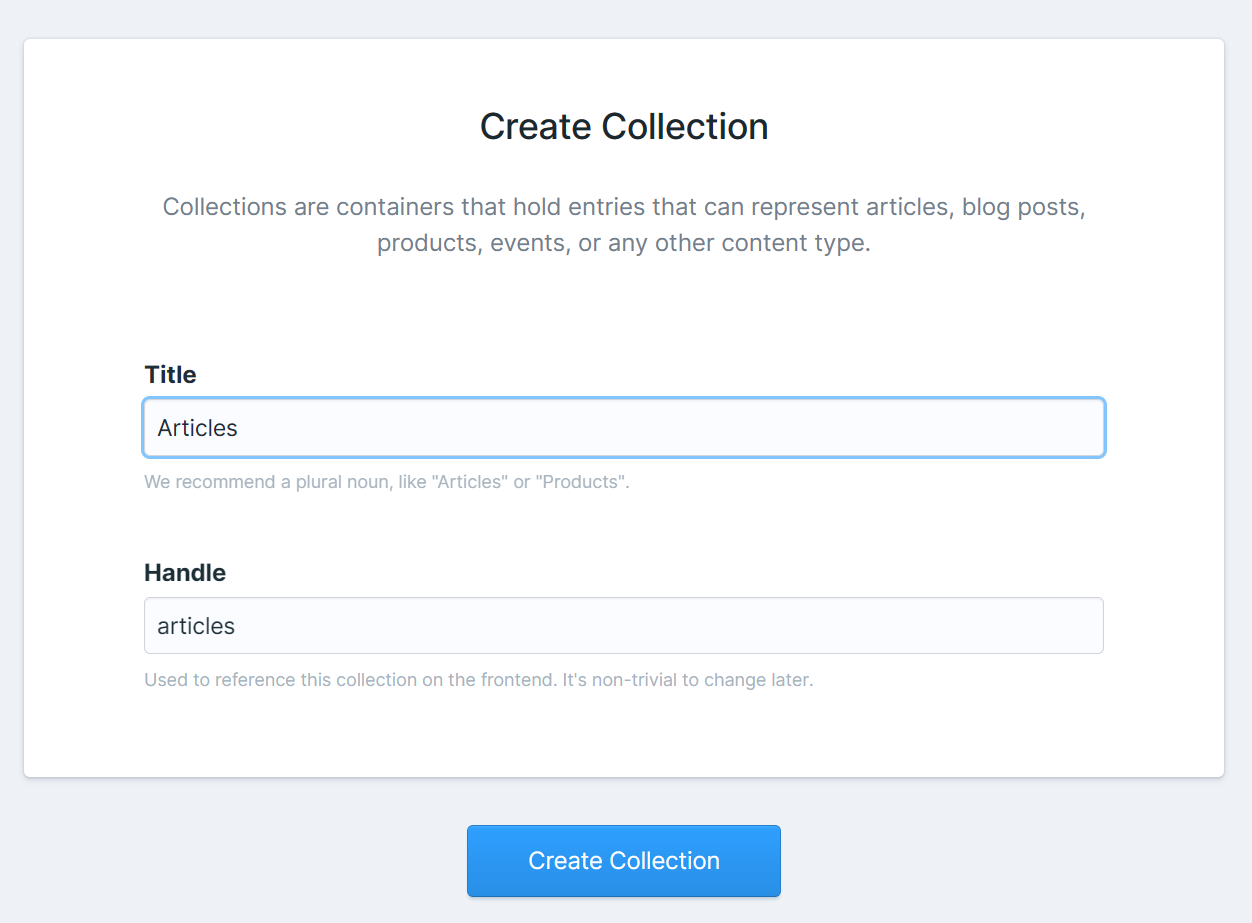 Create Collection
Collections are containers that hold entries that can represent articles, blog posts,
products, events, or any other content type.
Title
Articles
We recommend a plural noun, like "Articles" or "Products".
Handle
articles
Used to reference this collection on the frontend. It's non-trivial to change later.
Create Collection